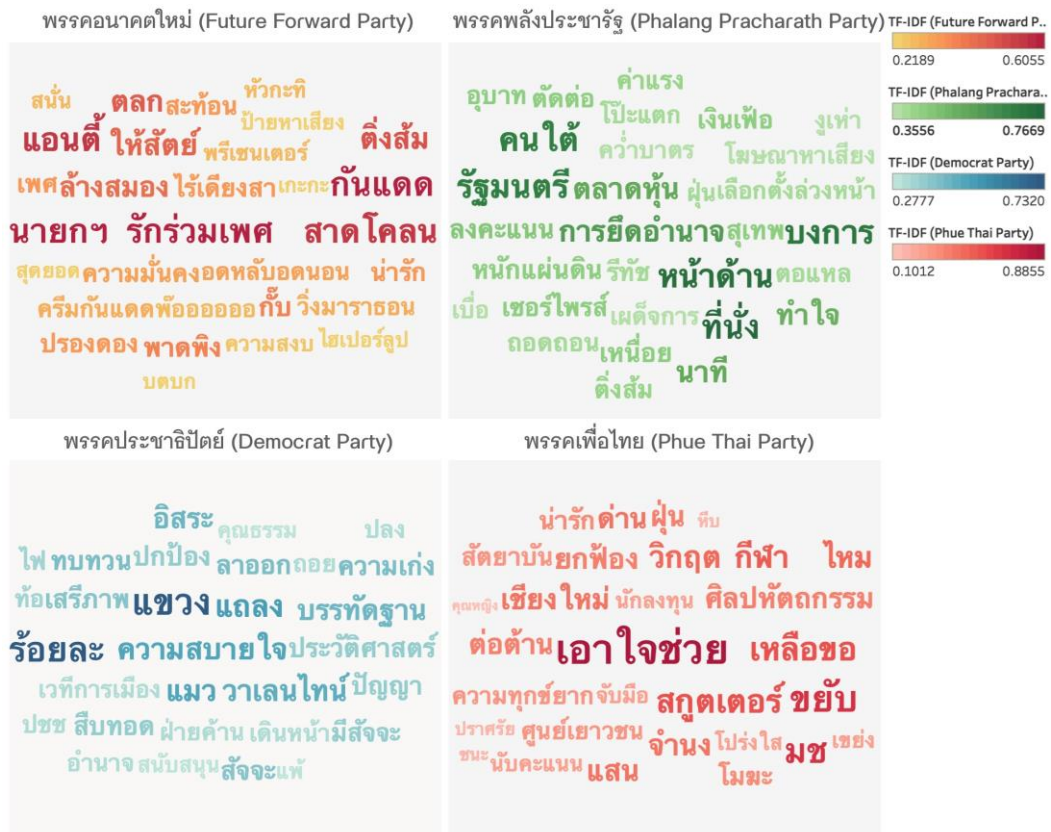 พรรคอนาคตใหม่ (Future Forward Party)
สนั่น ตลก สะท้อน หัวกะทิ
ป้ายหาเสียง
แอนตี้ ให้สัตย์ พรีเซนเตอร์ ติ่งส้ม
เพศ ล้างสมอง ไร้เดียงสา เกะกะ กันแดด
นายกฯ รักร่วมเพศ สาดโคลน
สุดยอด ความมั่นคง อดหลับอดนอน น่ารัก
ครีมกันแดด พ๊ออออออ กั๊บ วิ่งมาราธอน
ปรองดอง พาดพิง ความสงบ ไฮเปอร์ลูป
บตบก
พรรคพลังประชารัฐ (Phalang Pracharath Party)
อุบาท ตัดต่อ ค่าแรง
โป๊ะแตก เงินเฟ้อ งูเห่า
คนใต้ คว่ำบาตร โฆษณาหาเสียง
รัฐมนตรี ตลาดหุ้น ฝุ่น เลือกตั้งล่วงหน้า
ลงคะแนน การยึดอำนาจ สุเทพ บงการ
หนักแผ่นดิน รีทัช หน้าด้าน ตอแหล
เบื่อ เซอร์ไพรส์ เผด็จการ ที่นั่ง ทำใจ
ถอดถอน เหนื่อย นาที
ติ่งส้ม
TF-IDF (Future Forward P..
0.2189 0.6055
TF-IDF (Phalang Prachara..
0.3556 0.7669
TF-IDF (Democrat Party)
0.2777 0.7320
TF-IDF (Phue Thai Party)
0.1012 0.8855
พรรคประชาธิปัตย์ (Democrat Party)
อิสระ คุณธรรม ปลง
ไฟ ทบทวน ปกป้อง ลาออก ถอย ความเก่ง
ท้อ เสรีภาพ แขวง แถลง บรรทัดฐาน
ร้อยละ ความสบายใจ ประวัติศาสตร์
เวทีการเมือง แมว วาเลนไทน์ ปัญญา
ปชช สืบทอด ฝ่ายค้าน เดินหน้า มีสัจจะ
อำนาจ สนับสนุน สัจจะ แพ้
พรรคเพื่อไทย (Phue Thai Party)
น่ารัก ด่าน ฝุ่น หีบ
สัตยาบัน ยกฟ้อง วิกฤต กีฬา ไหม
คุณหญิง เชียงใหม่ นักลงทุน ศิลปหัตถกรรม
ต่อต้าน เอาใจช่วย เหลือขอ
ความทุกข์ยาก จับมือ สกูตเตอร์ ขยับ
ปราศรัย ศูนย์เยาวชน จำนง โปร่งใส มช เขย่ง
ชนะ นับคะแนน แสน โมฆะ